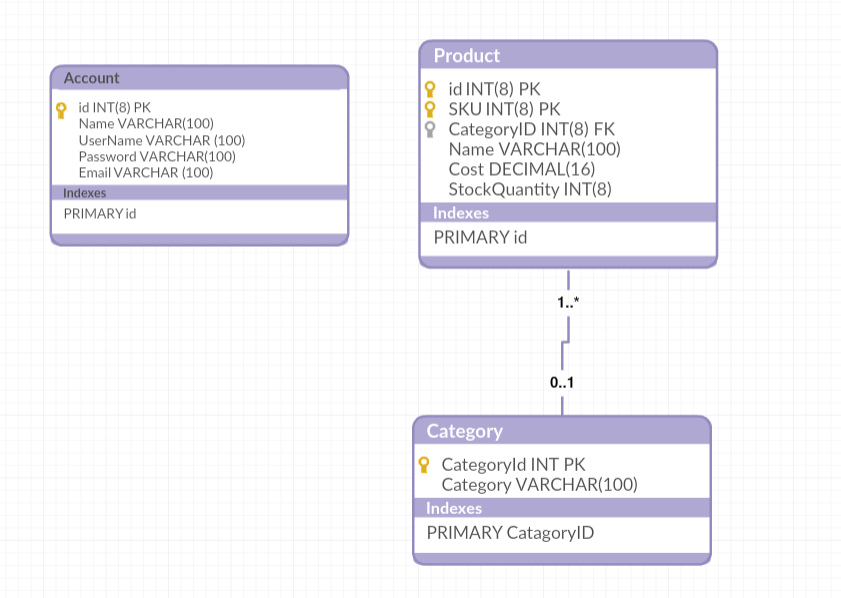 Account
id INT(8) PK
Name VARCHAR(100)
UserName VARCHAR (100)
Password VARCHAR(100)
Email VARCHAR (100)
Indexes
PRIMARY id
Product
id INT(8) PK
SKU INT(8) PK
CategoryID INT(8) FK
Name VARCHAR(100)
Cost DECIMAL(16)
StockQuantity INT(8)
Indexes
PRIMARY id
1..*
0..1
Category
CategoryId INT PK
Category VARCHAR(100)
Indexes
PRIMARY CatagoryID